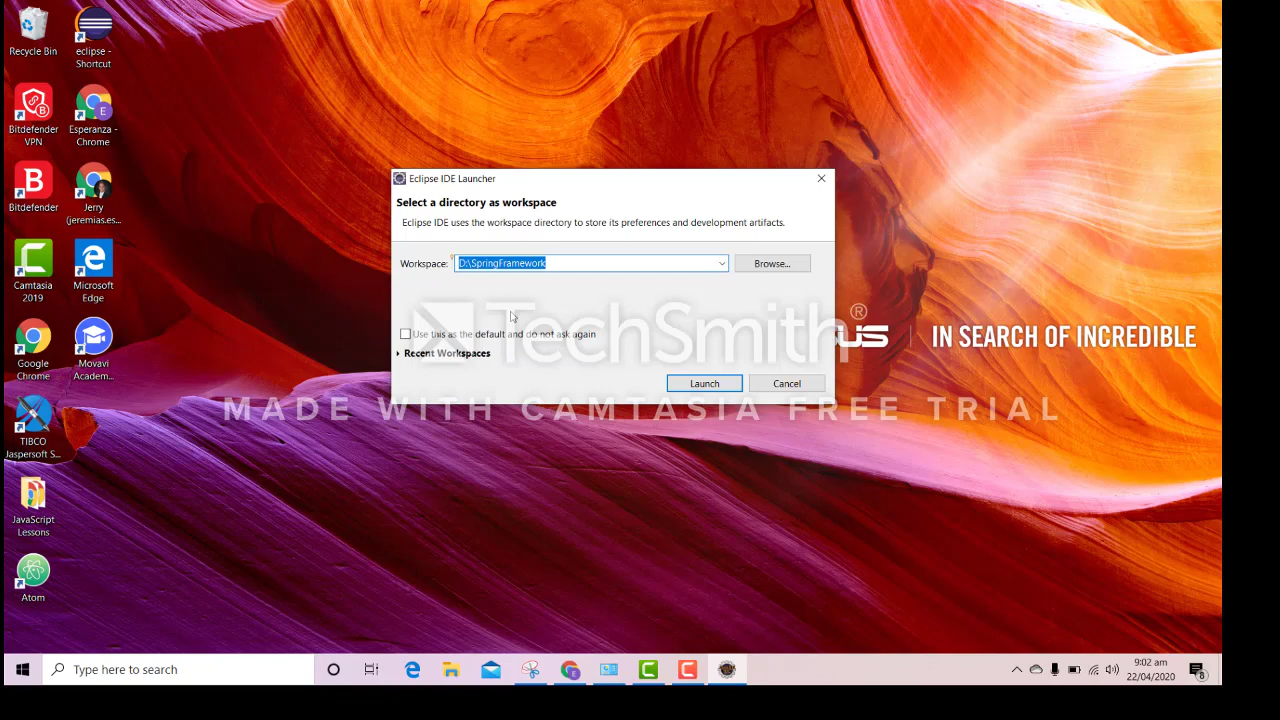 Recycle Bin
eclipse -
Shortcut
Bitdefender
VPN
Esperanza -
Chrome
E
B
Bitdefender
Jerry
(jeremias.es...
Camtasia
2019
Microsoft
Edge
Google
Chrome
Movavi
Academ...
TIBCO
Jaspersoft S...
JavaScript
Lessons
Atom
Eclipse IDE Launcher
Select a directory as workspace
Eclipse IDE uses the workspace directory to store its preferences and development artifacts.
Workspace:
D:\SpringFramework
Browse...
Use this as the default and do not ask again
Recent Workspaces
Launch
Cancel
TechSmith®
MADE WITH CAMTASIA FREE TRIAL
US
IN SEARCH OF INCREDIBLE
Type here to search
9:02 am
22/04/2020
8